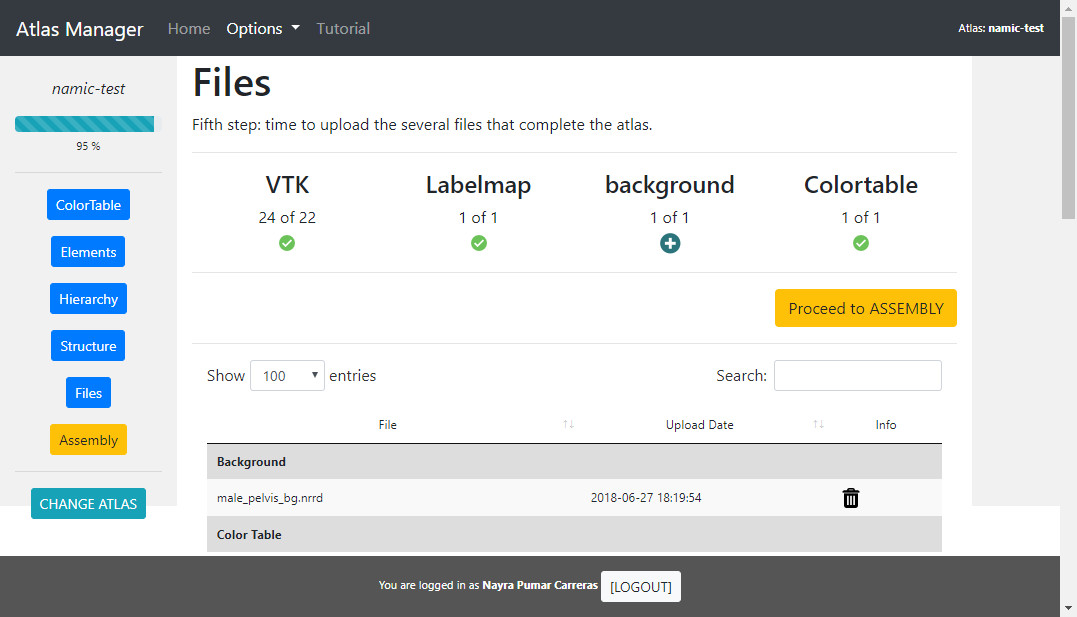 Atlas Manager Home Options Tutorial Atlas: namic-test
namic-test
95 %
ColorTable
Elements
Hierarchy
Structure
Files
Assembly
CHANGE ATLAS
Files
Fifth step: time to upload the several files that complete the atlas.
VTK Labelmap background Colortable
24 of 22 1 of 1 1 of 1 1 of 1
Proceed to ASSEMBLY
Show 100 entries Search:
File Upload Date Info
Background
male_pelvis_bg.nrrd 2018-06-27 18:19:54
Color Table
You are logged in as Nayra Pumar Carreras [LOGOUT]